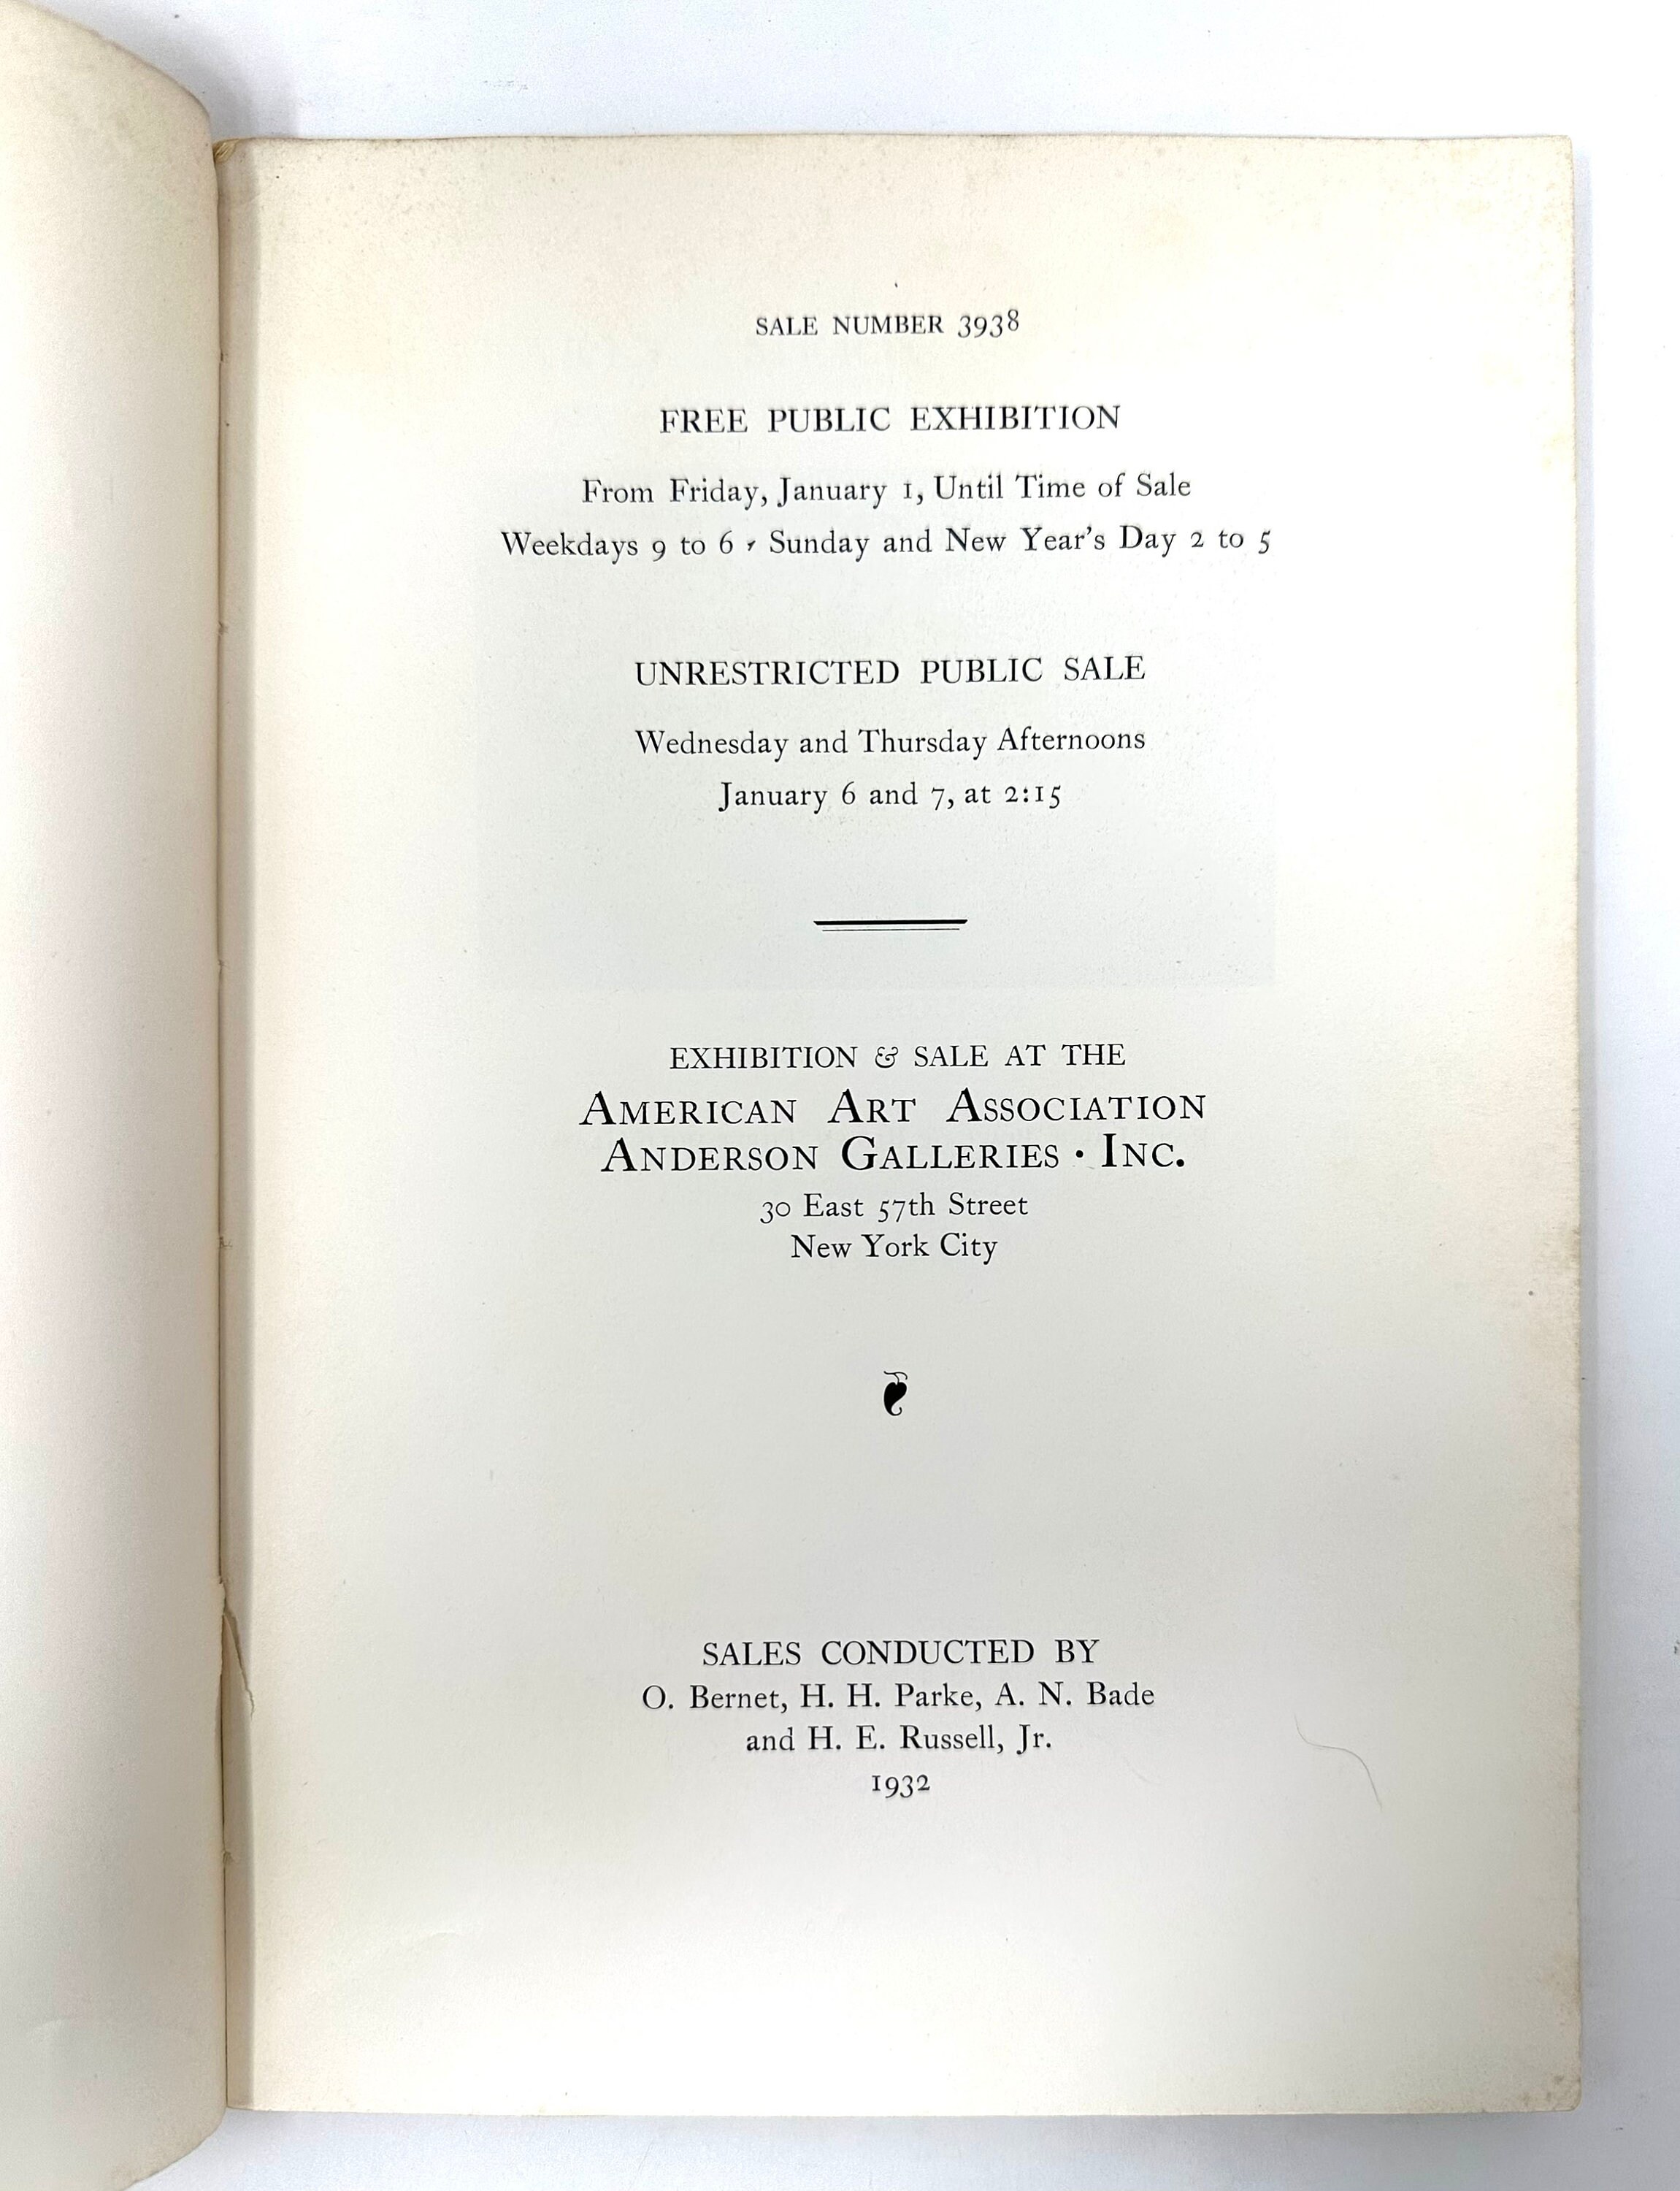 SALE NUMBER 3938
FREE PUBLIC EXHIBITION
From Friday, January 1, Until Time of Sale
Weekdays 9 to 6 · Sunday and New Year's Day 2 to 5
UNRESTRICTED PUBLIC SALE
Wednesday and Thursday Afternoons
January 6 and 7, at 2:15
EXHIBITION & SALE AT THE
AMERICAN ART ASSOCIATION
ANDERSON GALLERIES · INC.
30 East 57th Street
New York City
SALES CONDUCTED BY
O. Bernet, H. H. Parke, A. N. Bade
and H. E. Russell, Jr.
1932